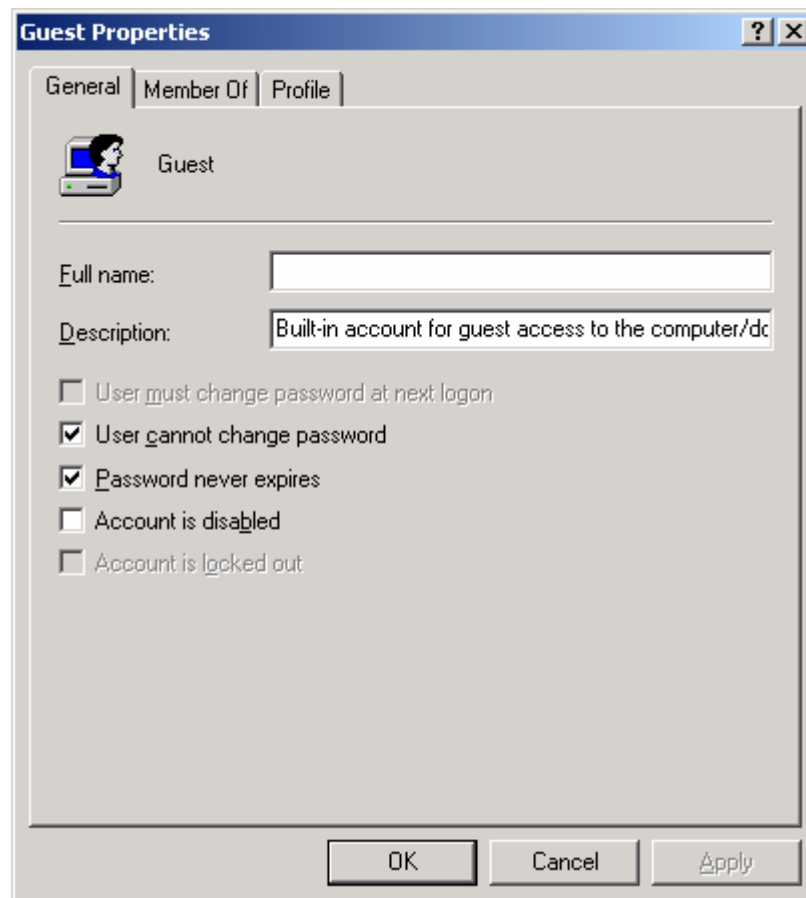 Guest Properties
General Member Of Profile
Guest
Full name:
Description: Built-in account for guest access to the computer/dc
User must change password at next logon
User cannot change password
Password never expires
Account is disabled
Account is locked out
OK Cancel Apply